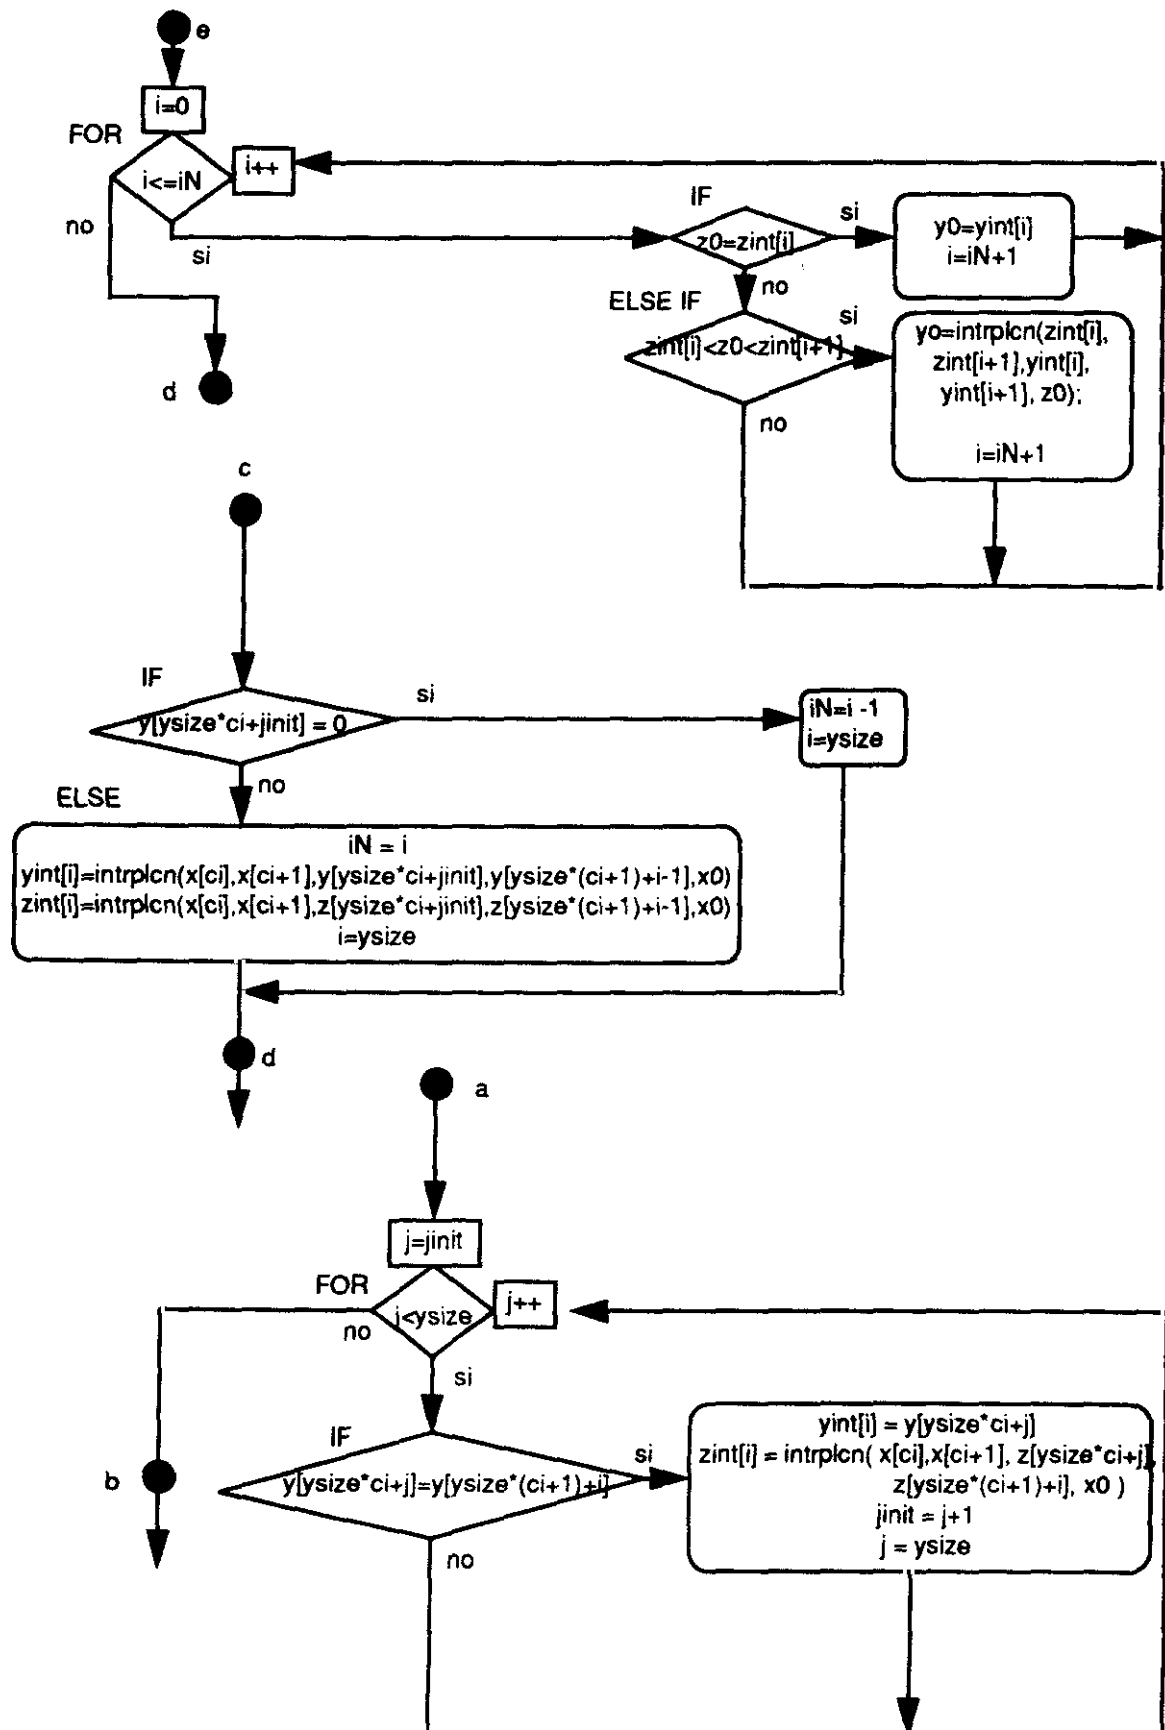 e
i=0
FOR
i<=iN
i++
no
si
IF
z0=zint[i]
si
y0=yint[i]
i=iN+1
no
ELSE IF
zint[i]<z0<zint[i+1]
si
yo=intrplcn(zint[i],
zint[i+1],yint[i],
yint[i+1], z0);
i=iN+1
no
d
c
IF
y[ysize*ci+jinit] = 0
si
iN=i -1
i=ysize
no
ELSE
iN = i
yint[i]=intrplcn(x[ci],x[ci+1],y[ysize*ci+jinit],y[ysize*(ci+1)+i-1],x0)
zint[i]=intrplcn(x[ci],x[ci+1],z[ysize*ci+jinit],z[ysize*(ci+1)+i-1],x0)
i=ysize
d
a
j=jinit
FOR
j<ysize
j++
no
si
IF
y[ysize*ci+j]=y[ysize*(ci+1)+i]
si
yint[i] = y[ysize*ci+j]
zint[i] = intrplcn( x[ci],x[ci+1], z[ysize*ci+j],
z[ysize*(ci+1)+i], x0 )
jinit = j+1
j = ysize
b
no